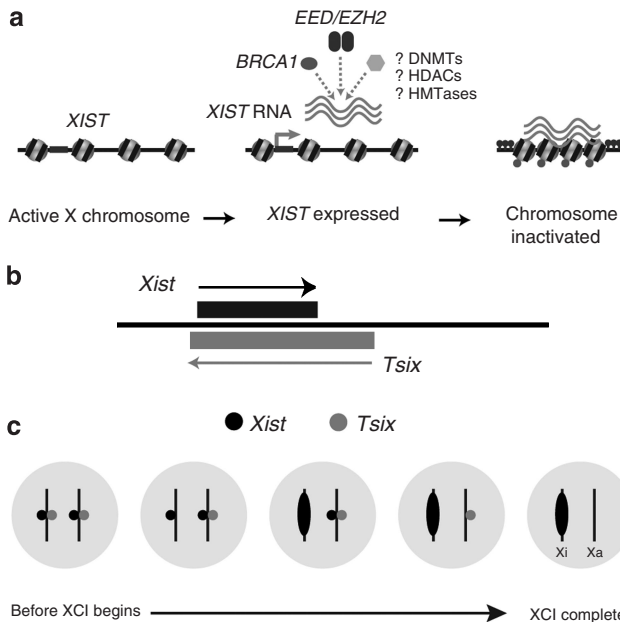 a
EED/EZH2
BRCA1
? DNMTs
? HDACs
? HMTases
XIST RNA
XIST
Active X chromosome
XIST expressed
Chromosome
inactivated
b
Xist
Tsix
c
Xist
Tsix
Xi
Xa
Before XCI begins
XCI complete